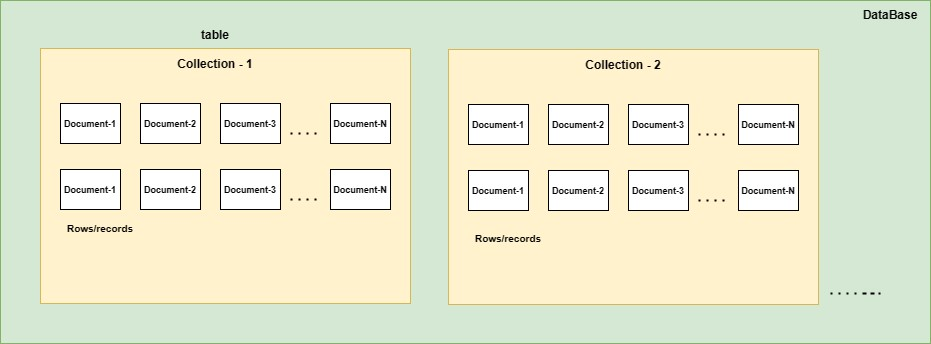 DataBase
table
Collection - 1
Document-1 Document-2 Document-3 .... Document-N
Document-1 Document-2 Document-3 .... Document-N
Rows/records
Collection - 2
Document-1 Document-2 Document-3 .... Document-N
Document-1 Document-2 Document-3 .... Document-N
Rows/records
....--.